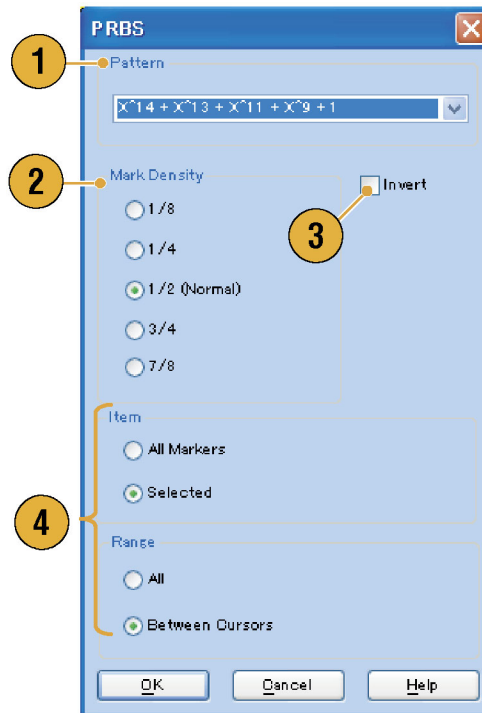 PRBS
1
Pattern
X^14 + X^13 + X^11 + X^9 +1
2
Mark Density
Invert
3
1/8
1/4
1/2 (Normal)
3/4
7/8
4
Item
All Markers
Selected
Range
All
Between Cursors
OK Cancel Help